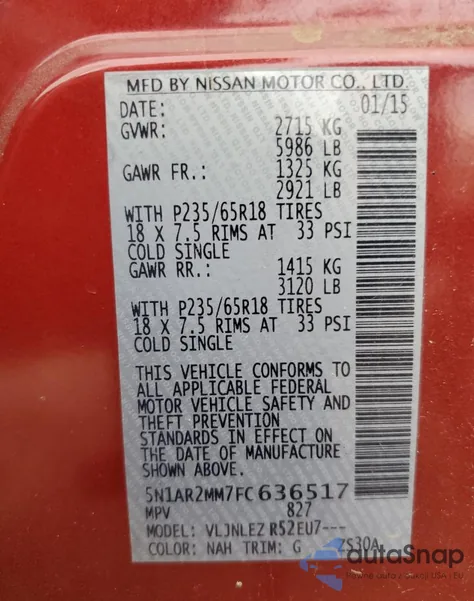 MFD BY NISSAN MOTOR CO., LTD.
DATE: 01/15
GVWR: 2715 KG
5986 LB
GAWR FR.: 1325 KG
2921 LB
WITH P235/65R18 TIRES
18 X 7.5 RIMS AT 33 PSI
COLD SINGLE
GAWR RR.: 1415 KG
3120 LB
WITH P235/65R18 TIRES
18 X 7.5 RIMS AT 33 PSI
COLD SINGLE
THIS VEHICLE CONFORMS TO
ALL APPLICABLE FEDERAL
MOTOR VEHICLE SAFETY AND
THEFT PREVENTION
STANDARDS IN EFFECT ON
THE DATE OF MANUFACTURE
SHOWN ABOVE.
5N1AR2MM7FC636517
MPV 827
MODEL: VLJNLEZ R52EU7---
COLOR: NAH TRIM: G ZS30A
autoSnap